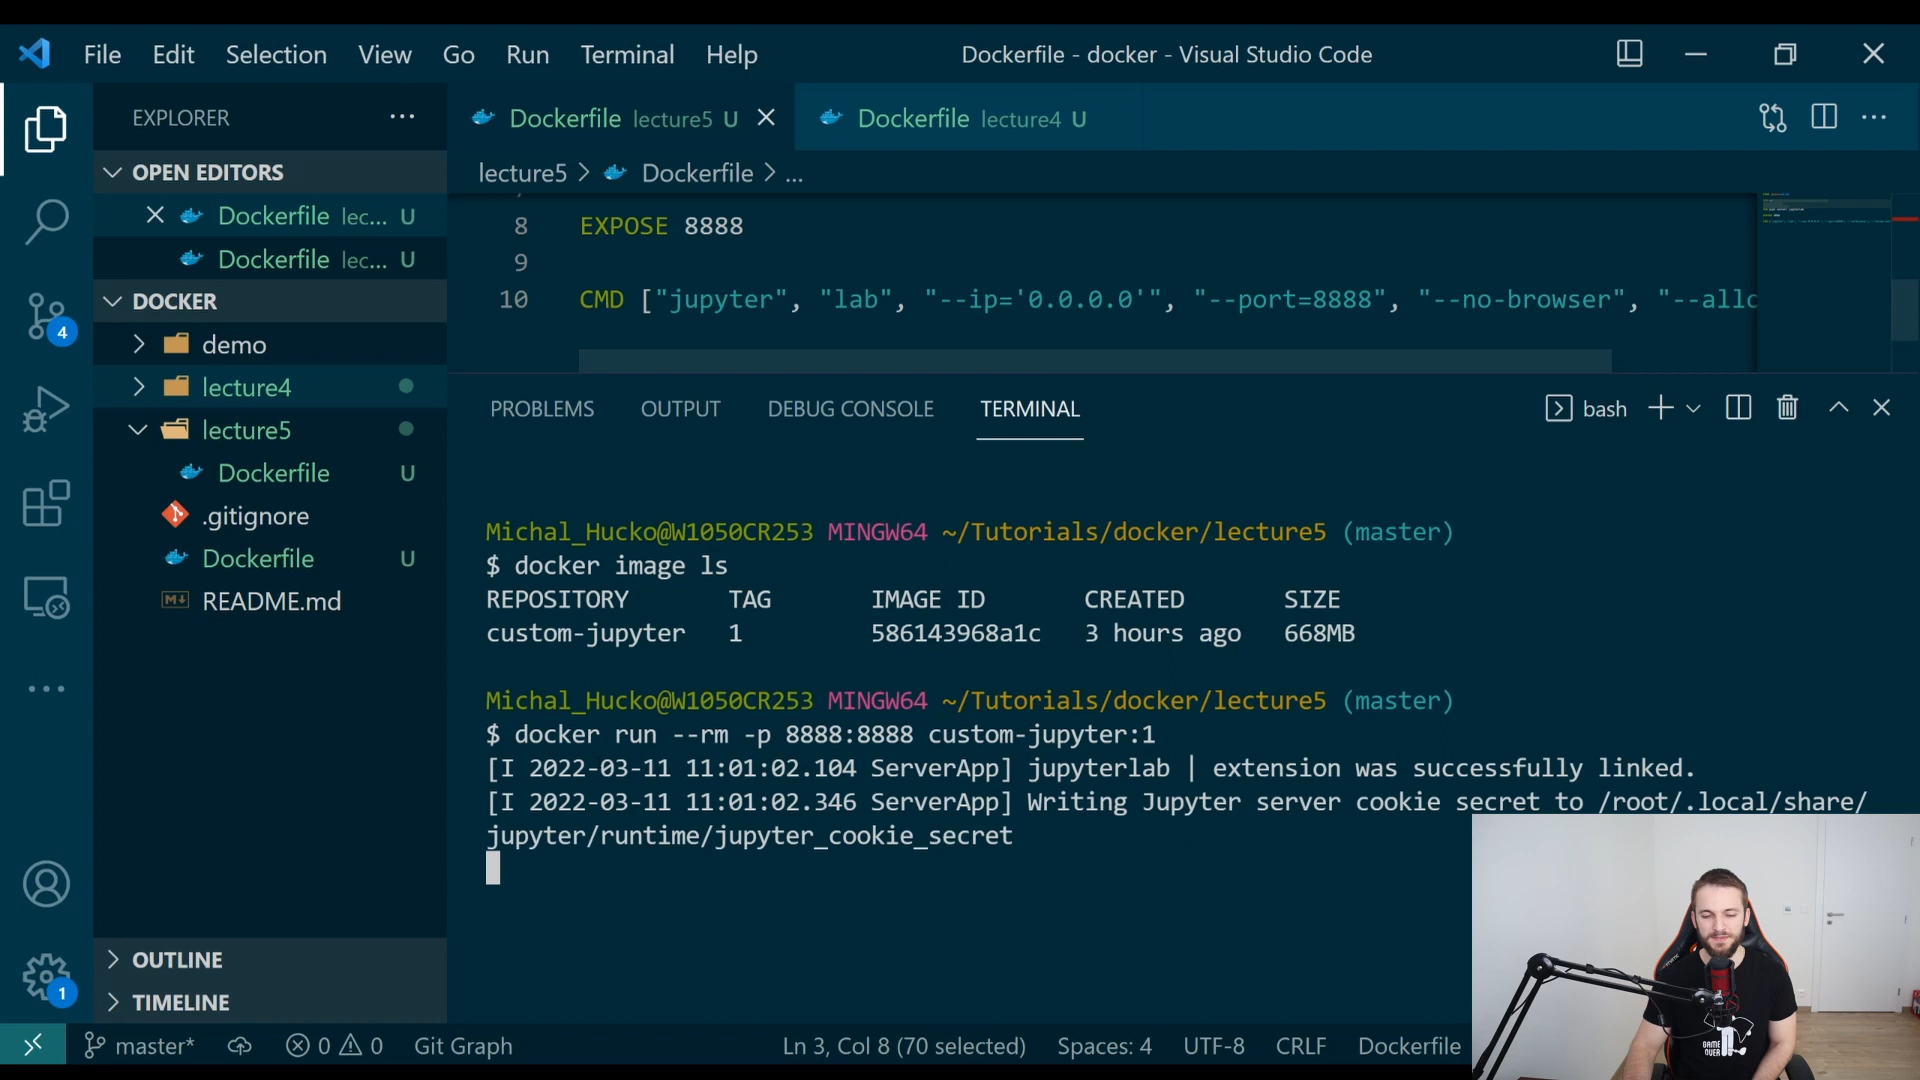 File Edit Selection View Go Run Terminal Help Dockerfile - docker - Visual Studio Code
EXPLORER
Dockerfile lecture5 U
Dockerfile lecture4 U
OPEN EDITORS
lecture5 > Dockerfile > ...
Dockerfile lec... U
Dockerfile lec... U
8 EXPOSE 8888
9
10 CMD ["jupyter", "lab", "--ip='0.0.0.0'", "--port=8888", "--no-browser", "--allo
DOCKER
demo
lecture4
lecture5
Dockerfile U
.gitignore
Dockerfile U
README.md
4
PROBLEMS OUTPUT DEBUG CONSOLE TERMINAL bash
Michal_Hucko@W1050CR253 MINGW64 ~/Tutorials/docker/lecture5 (master)
$ docker image ls
REPOSITORY TAG IMAGE ID CREATED SIZE
custom-jupyter 1 586143968a1c 3 hours ago 668MB
Michal_Hucko@W1050CR253 MINGW64 ~/Tutorials/docker/lecture5 (master)
$ docker run --rm -p 8888:8888 custom-jupyter:1
[I 2022-03-11 11:01:02.104 ServerApp] jupyterlab | extension was successfully linked.
[I 2022-03-11 11:01:02.346 ServerApp] Writing Jupyter server cookie secret to /root/.local/share/
jupyter/runtime/jupyter_cookie_secret
OUTLINE
TIMELINE
1
master* 0 0 Git Graph Ln 3, Col 8 (70 selected) Spaces: 4 UTF-8 CRLF Dockerfile
GAME
OVER